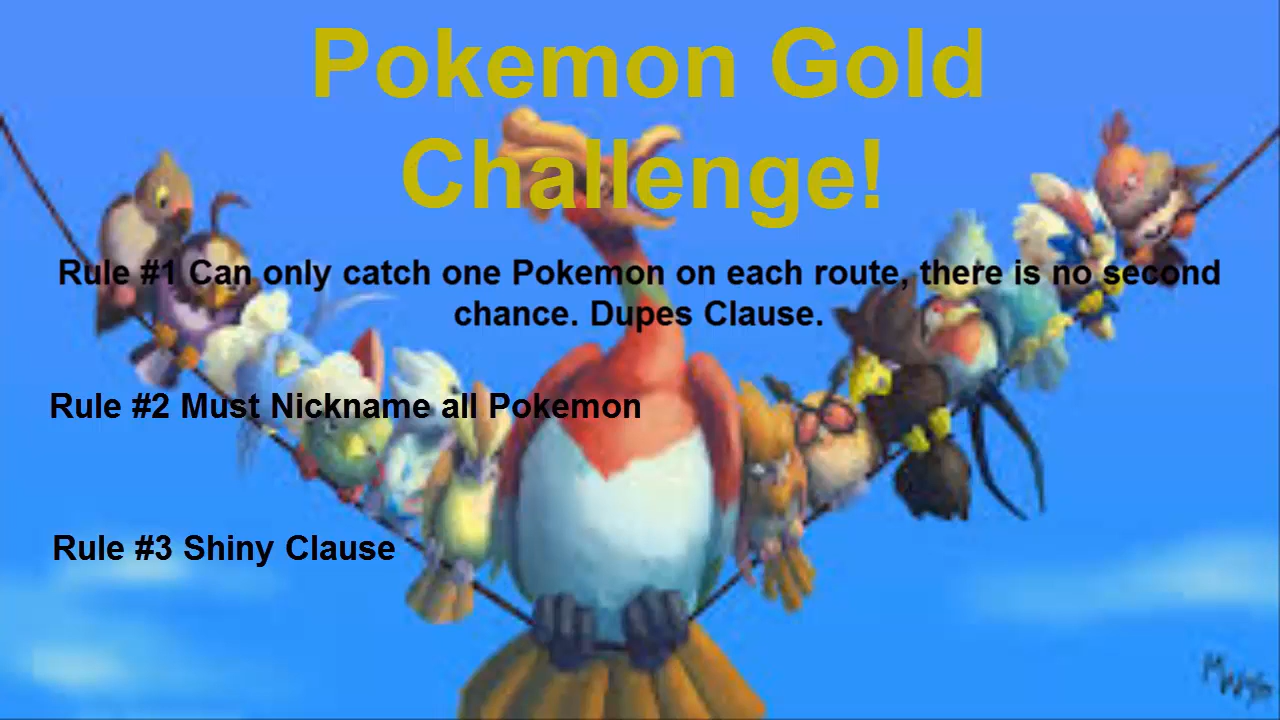 Pokemon Gold
Challenge!
Rule #1 Can only catch one Pokemon on each route, there is no second
chance. Dupes Clause.
Rule #2 Must Nickname all Pokemon
Rule #3 Shiny Clause